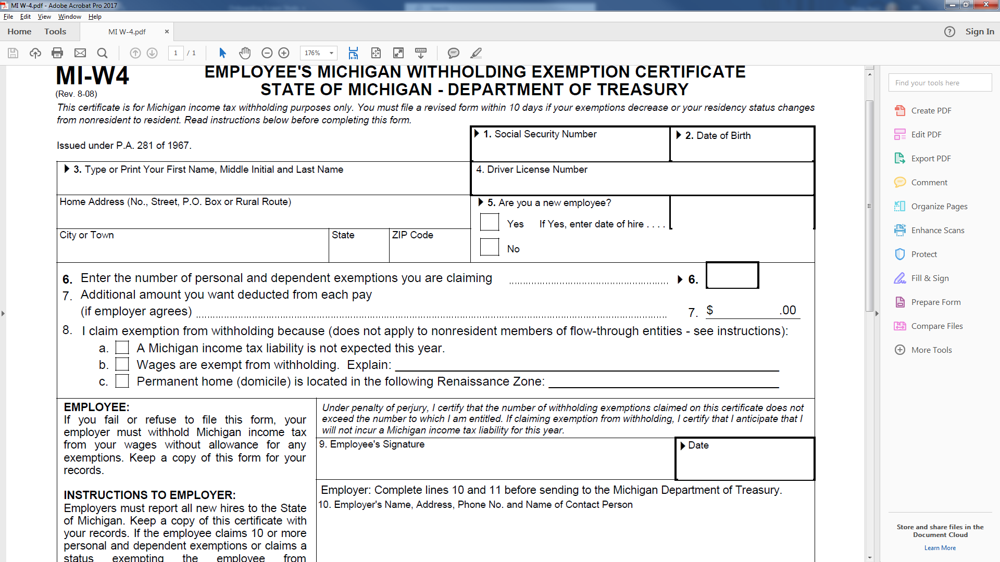 MI W-4.pdf - Adobe Acrobat Pro 2017
File Edit View Window Help
Home Tools MI W-4.pdf × ? Sign In
1 / 1 176%
MI-W4
(Rev. 8-08)
EMPLOYEE'S MICHIGAN WITHHOLDING EXEMPTION CERTIFICATE
STATE OF MICHIGAN - DEPARTMENT OF TREASURY
This certificate is for Michigan income tax withholding purposes only. You must file a revised form within 10 days if your exemptions decrease or your residency status changes
from nonresident to resident. Read instructions below before completing this form.
Issued under P.A. 281 of 1967.
1. Social Security Number
2. Date of Birth
3. Type or Print Your First Name, Middle Initial and Last Name
4. Driver License Number
Home Address (No., Street, P.O. Box or Rural Route)
5. Are you a new employee?
Yes If Yes, enter date of hire . . . .
No
City or Town
State
ZIP Code
6. Enter the number of personal and dependent exemptions you are claiming 6.
7. Additional amount you want deducted from each pay
(if employer agrees) 7. $ .00
8. I claim exemption from withholding because (does not apply to nonresident members of flow-through entities - see instructions):
a. A Michigan income tax liability is not expected this year.
b. Wages are exempt from withholding. Explain:
c. Permanent home (domicile) is located in the following Renaissance Zone:
EMPLOYEE:
If you fail or refuse to file this form, your
employer must withhold Michigan income tax
from your wages without allowance for any
exemptions. Keep a copy of this form for your
records.
INSTRUCTIONS TO EMPLOYER:
Employers must report all new hires to the State
of Michigan. Keep a copy of this certificate with
your records. If the employee claims 10 or more
personal and dependent exemptions or claims a
status exempting the employee from
Under penalty of perjury, I certify that the number of withholding exemptions claimed on this certificate does not
exceed the number to which I am entitled. If claiming exemption from withholding, I certify that I anticipate that I
will not incur a Michigan income tax liability for this year.
9. Employee's Signature
Date
Employer: Complete lines 10 and 11 before sending to the Michigan Department of Treasury.
10. Employer's Name, Address, Phone No. and Name of Contact Person
Find your tools here
Create PDF
Edit PDF
Export PDF
Comment
Organize Pages
Enhance Scans
Protect
Fill & Sign
Prepare Form
Compare Files
More Tools
Store and share files in the
Document Cloud
Learn More